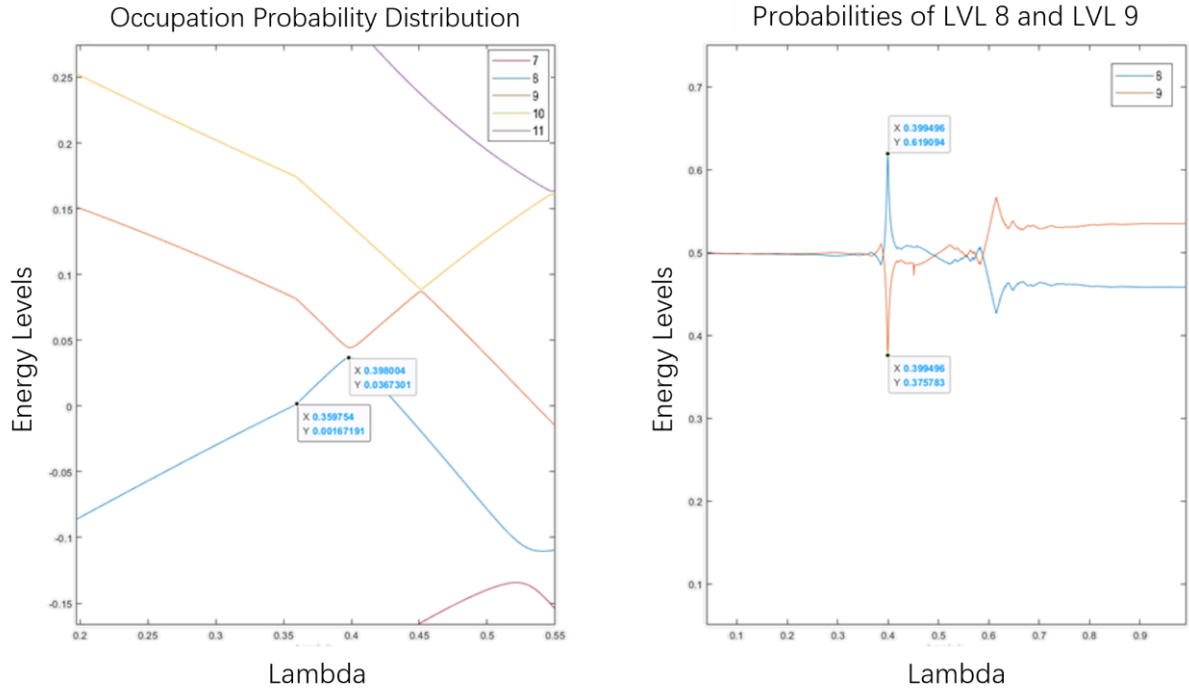 Occupation Probability Distribution
Probabilities of LVL 8 and LVL 9
Energy Levels
0.25
0.2
0.15
0.1
0.05
0
-0.05
-0.1
-0.15
7
8
9
10
11
X 0.398004
Y 0.0367301
X 0.359754
Y 0.00167191
0.2
0.25
0.3
0.35
0.4
0.45
0.5
0.55
Lambda
Energy Levels
0.7
0.6
0.5
0.4
0.3
0.2
0.1
8
9
X 0.399496
Y 0.619094
X 0.399496
Y 0.375783
0.1
0.2
0.3
0.4
0.5
0.6
0.7
0.8
0.9
Lambda